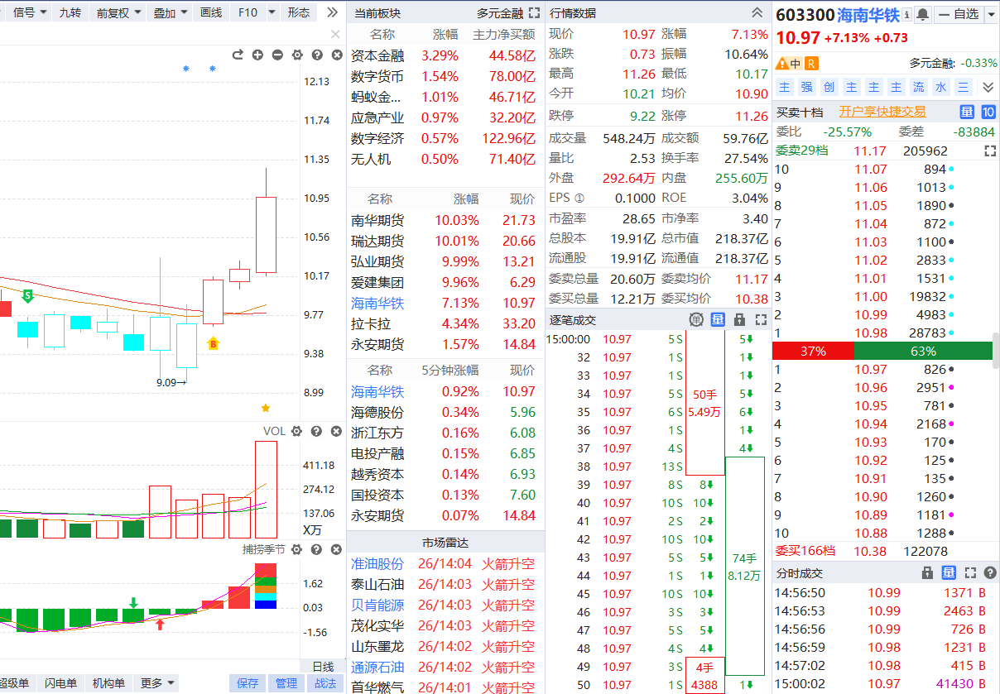 信号 九转 前复权 叠加 画线 F10 形态
12.13
11.74
11.35
10.95
10.56
10.17
9.77
9.38
8.99
S
B
9.09→
VOL
411.18
274.12
137.06
X万
捕捞季节
1.62
0.03
-1.56
日线
超级单 闪电单 机构单 更多 保存 管理 战法
当前板块 多元金融
名称 涨幅 主力净买额
资本金融 3.29% 44.58亿
数字货币 1.54% 78.00亿
蚂蚁金... 1.01% 46.71亿
应急产业 0.97% 32.20亿
数字经济 0.57% 122.96亿
无人机 0.50% 71.40亿
名称 涨幅 现价
南华期货 10.03% 21.73
瑞达期货 10.01% 20.66
弘业期货 9.99% 13.21
爱建集团 9.96% 6.29
海南华铁 7.13% 10.97
拉卡拉 4.34% 33.20
永安期货 1.57% 14.84
名称 5分钟涨幅 现价
海南华铁 0.92% 10.97
海德股份 0.34% 5.96
浙江东方 0.16% 6.08
电投产融 0.15% 6.85
越秀资本 0.14% 6.93
国投资本 0.13% 7.60
永安期货 0.07% 14.84
市场雷达
准油股份 26/14:04 火箭升空
泰山石油 26/14:03 火箭升空
贝肯能源 26/14:03 火箭升空
茂化实华 26/14:03 火箭升空
山东墨龙 26/14:02 火箭升空
通源石油 26/14:02 火箭升空
首华燃气 26/14:01 火箭升空
行情数据
现价 10.97 涨幅 7.13%
涨跌 0.73 振幅 10.64%
最高 11.26 最低 10.17
今开 10.21 均价 10.90
跌停 9.22 涨停 11.26
成交量 548.24万 成交额 59.76亿
量比 2.53 换手率 27.54%
外盘 292.64万 内盘 255.60万
EPS ① 0.1000 ROE 3.04%
市盈率 28.65 市净率 3.40
总股本 19.91亿 总市值 218.37亿
流通股 19.91亿 流通值 218.37亿
委卖总量 20.60万 委卖均价 11.17
委买总量 12.21万 委买均价 10.38
逐笔成交 单 量
15:00:00 10.97 5 S 5
32 10.97 1 S 1
33 10.97 1 S 1
34 10.97 5 S 50手 5
35 10.97 6 S 5.49万 6
36 10.97 1 S 1
37 10.97 4 S 4
38 10.97 13 S
39 10.97 8 S 8
40 10.97 10 S 10
41 10.97 2 S 2
42 10.97 10 S 10
43 10.97 5 S 5 74手
44 10.97 1 S 1 8.12万
45 10.97 10 S 10
46 10.97 3 S 3
47 10.97 5 S 5
48 10.97 4 S 4
49 10.97 3 S 4手
50 10.97 1 S 4388 1
603300 海南华铁 自选
10.97 +7.13% +0.73
中 R 多元金融: -0.33%
主 强 创 主 主 主 流 水 三
买卖十档 开户享快捷交易 量 10
委比 -25.57% 委差 -83884
委卖29档 11.17 205962
10 11.07 894
9 11.06 1013
8 11.05 1890
7 11.04 872
6 11.03 1100
5 11.02 2833
4 11.01 1531
3 11.00 19832
2 10.99 4983
1 10.98 28783
37% 63%
1 10.97 826
2 10.96 2951
3 10.95 781
4 10.94 2168
5 10.93 170
6 10.92 125
7 10.91 135
8 10.90 1260
9 10.89 1181
10 10.88 1288
委买166档 10.38 122078
分时成交 量
14:56:50 10.99 1371 B
14:56:53 10.99 2463 B
14:56:56 10.99 726 B
14:56:59 10.98 1231 B
14:57:02 10.98 415 B
15:00:02 10.97 41430 B